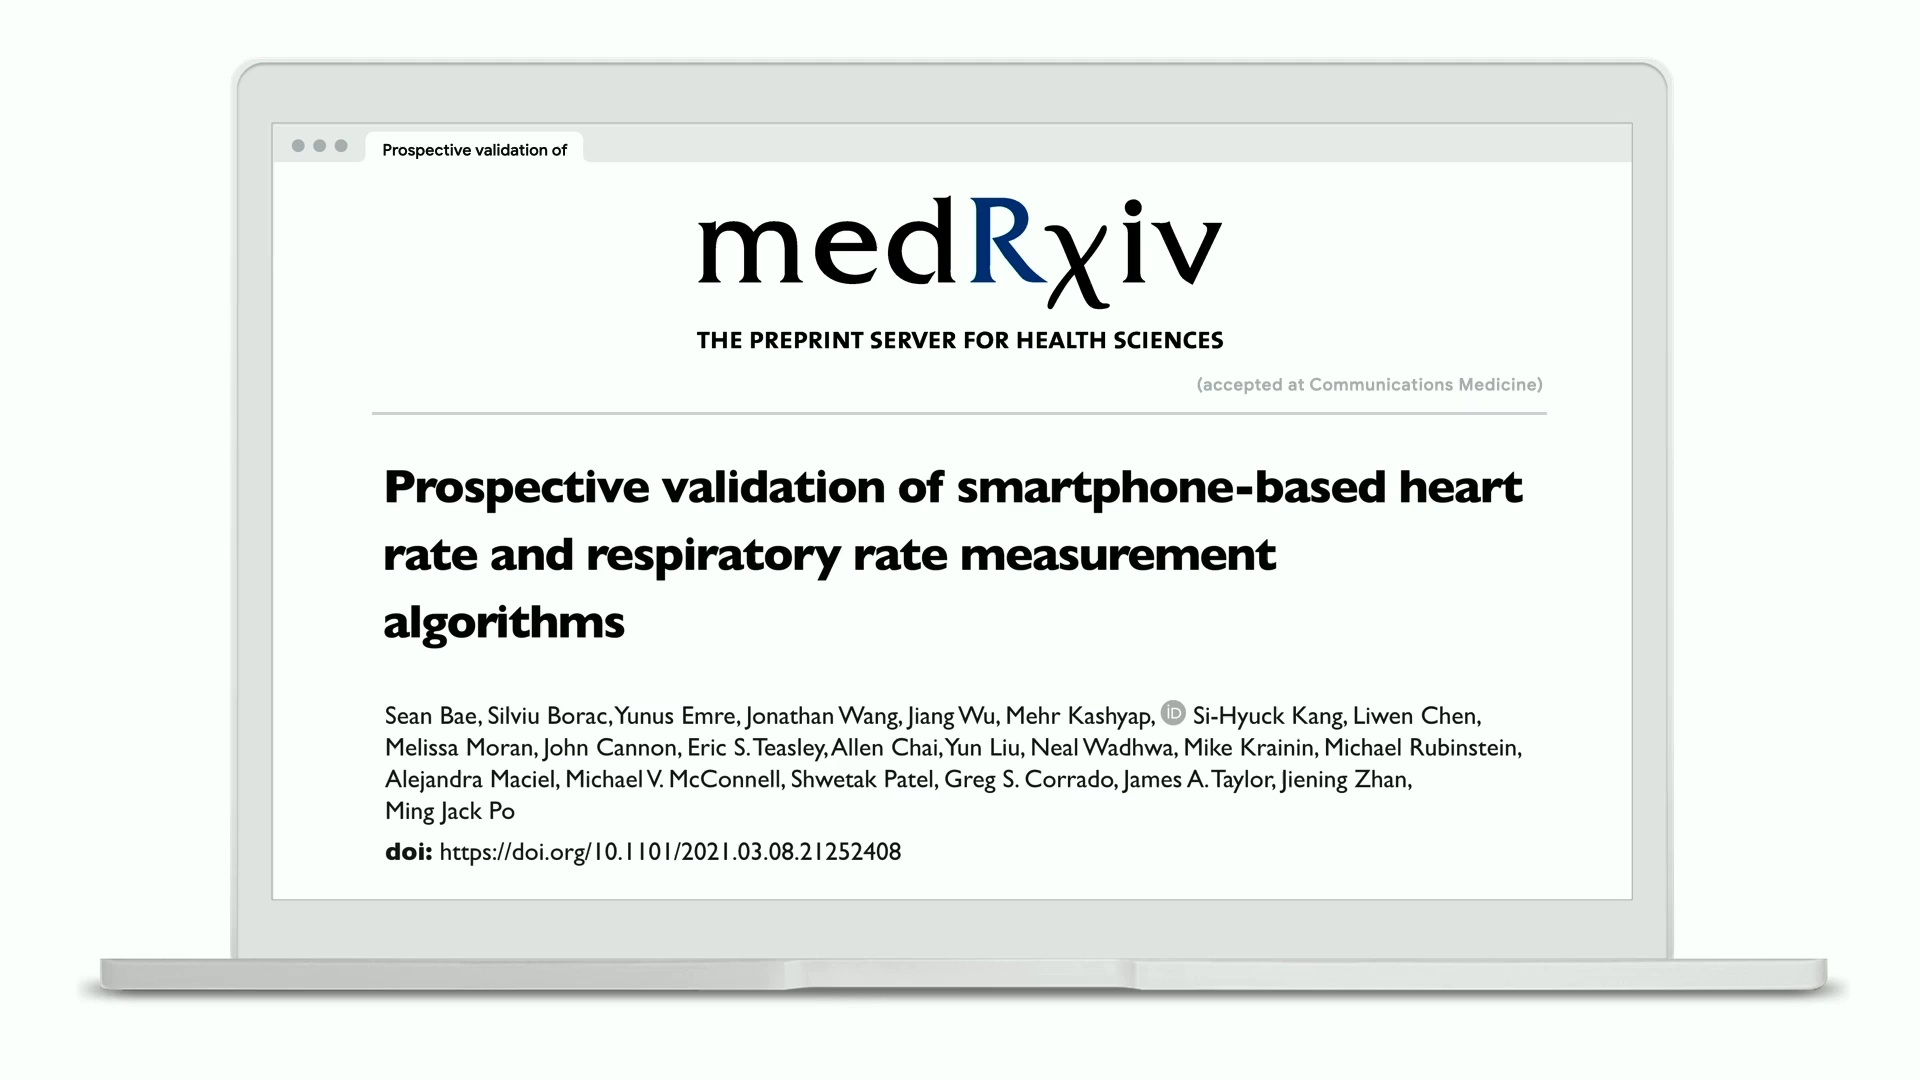 Prospective validation of
medRχiv
THE PREPRINT SERVER FOR HEALTH SCIENCES
(accepted at Communications Medicine)
Prospective validation of smartphone-based heart
rate and respiratory rate measurement
algorithms
Sean Bae, Silviu Borac, Yunus Emre, Jonathan Wang, Jiang Wu, Mehr Kashyap, iD Si-Hyuck Kang, Liwen Chen,
Melissa Moran, John Cannon, Eric S. Teasley, Allen Chai, Yun Liu, Neal Wadhwa, Mike Krainin, Michael Rubinstein,
Alejandra Maciel, Michael V. McConnell, Shwetak Patel, Greg S. Corrado, James A. Taylor, Jiening Zhan,
Ming Jack Po
doi: https://doi.org/10.1101/2021.03.08.21252408